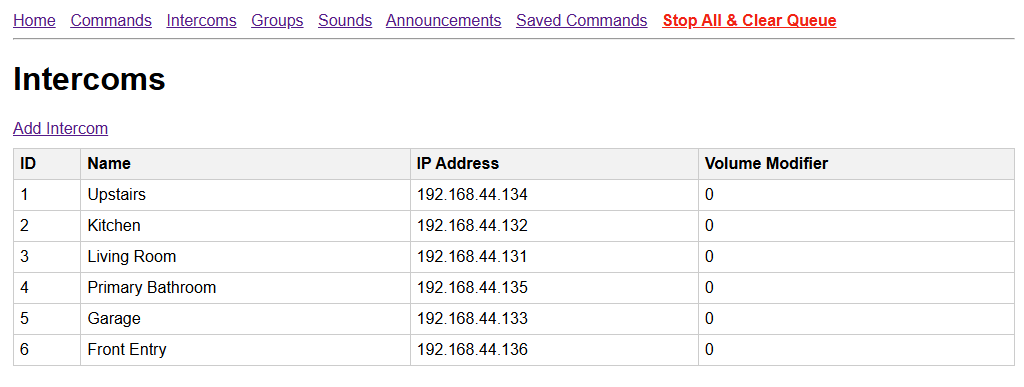 Home Commands Intercoms Groups Sounds Announcements Saved Commands Stop All & Clear Queue
Intercoms
Add Intercom
ID Name IP Address Volume Modifier
1 Upstairs 192.168.44.134 0
2 Kitchen 192.168.44.132 0
3 Living Room 192.168.44.131 0
4 Primary Bathroom 192.168.44.135 0
5 Garage 192.168.44.133 0
6 Front Entry 192.168.44.136 0